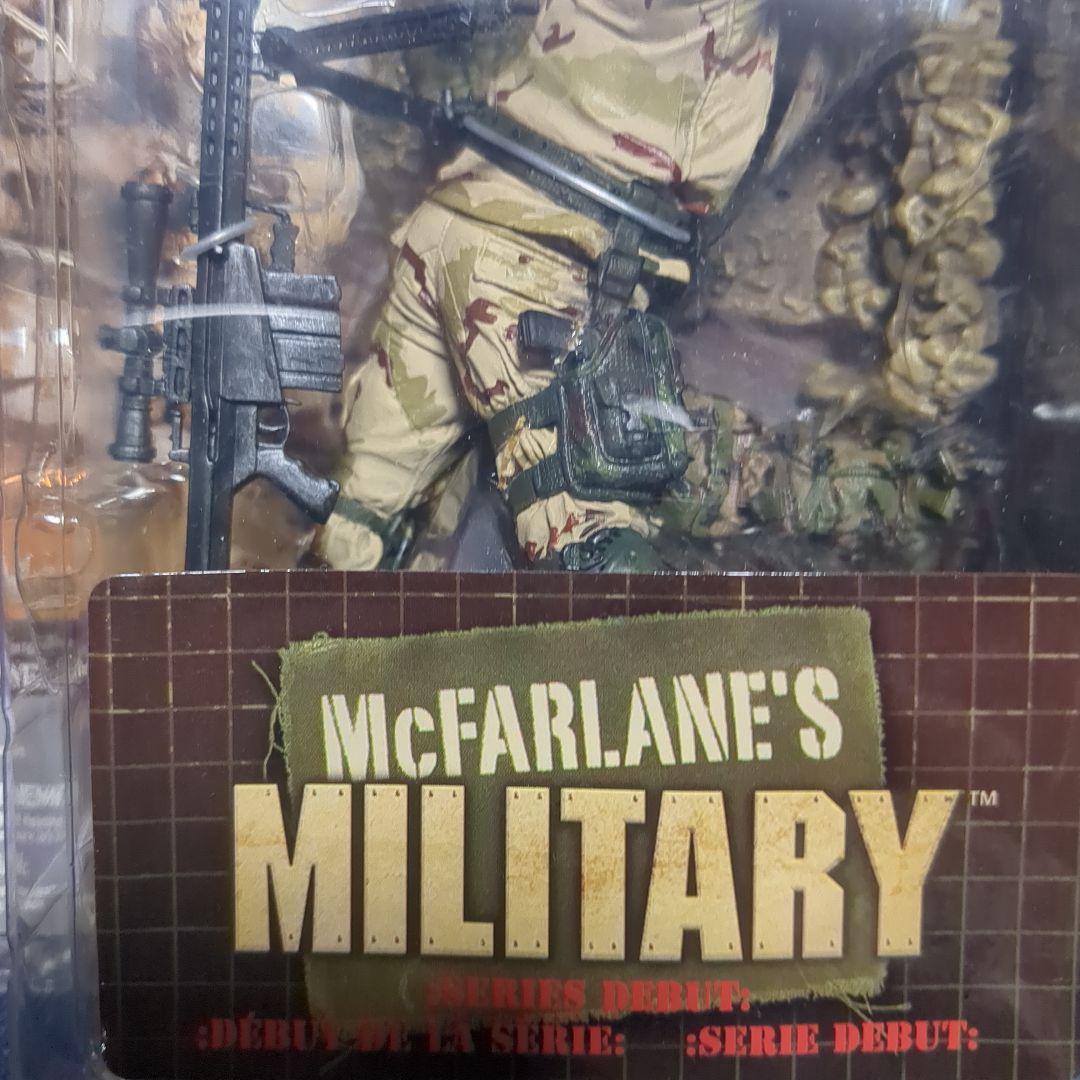 McFARLANE'S
MILITARY™
:SERIES DEBUT:
:DÉBUT DE LA SÉRIE: :SERIE DEBUT: